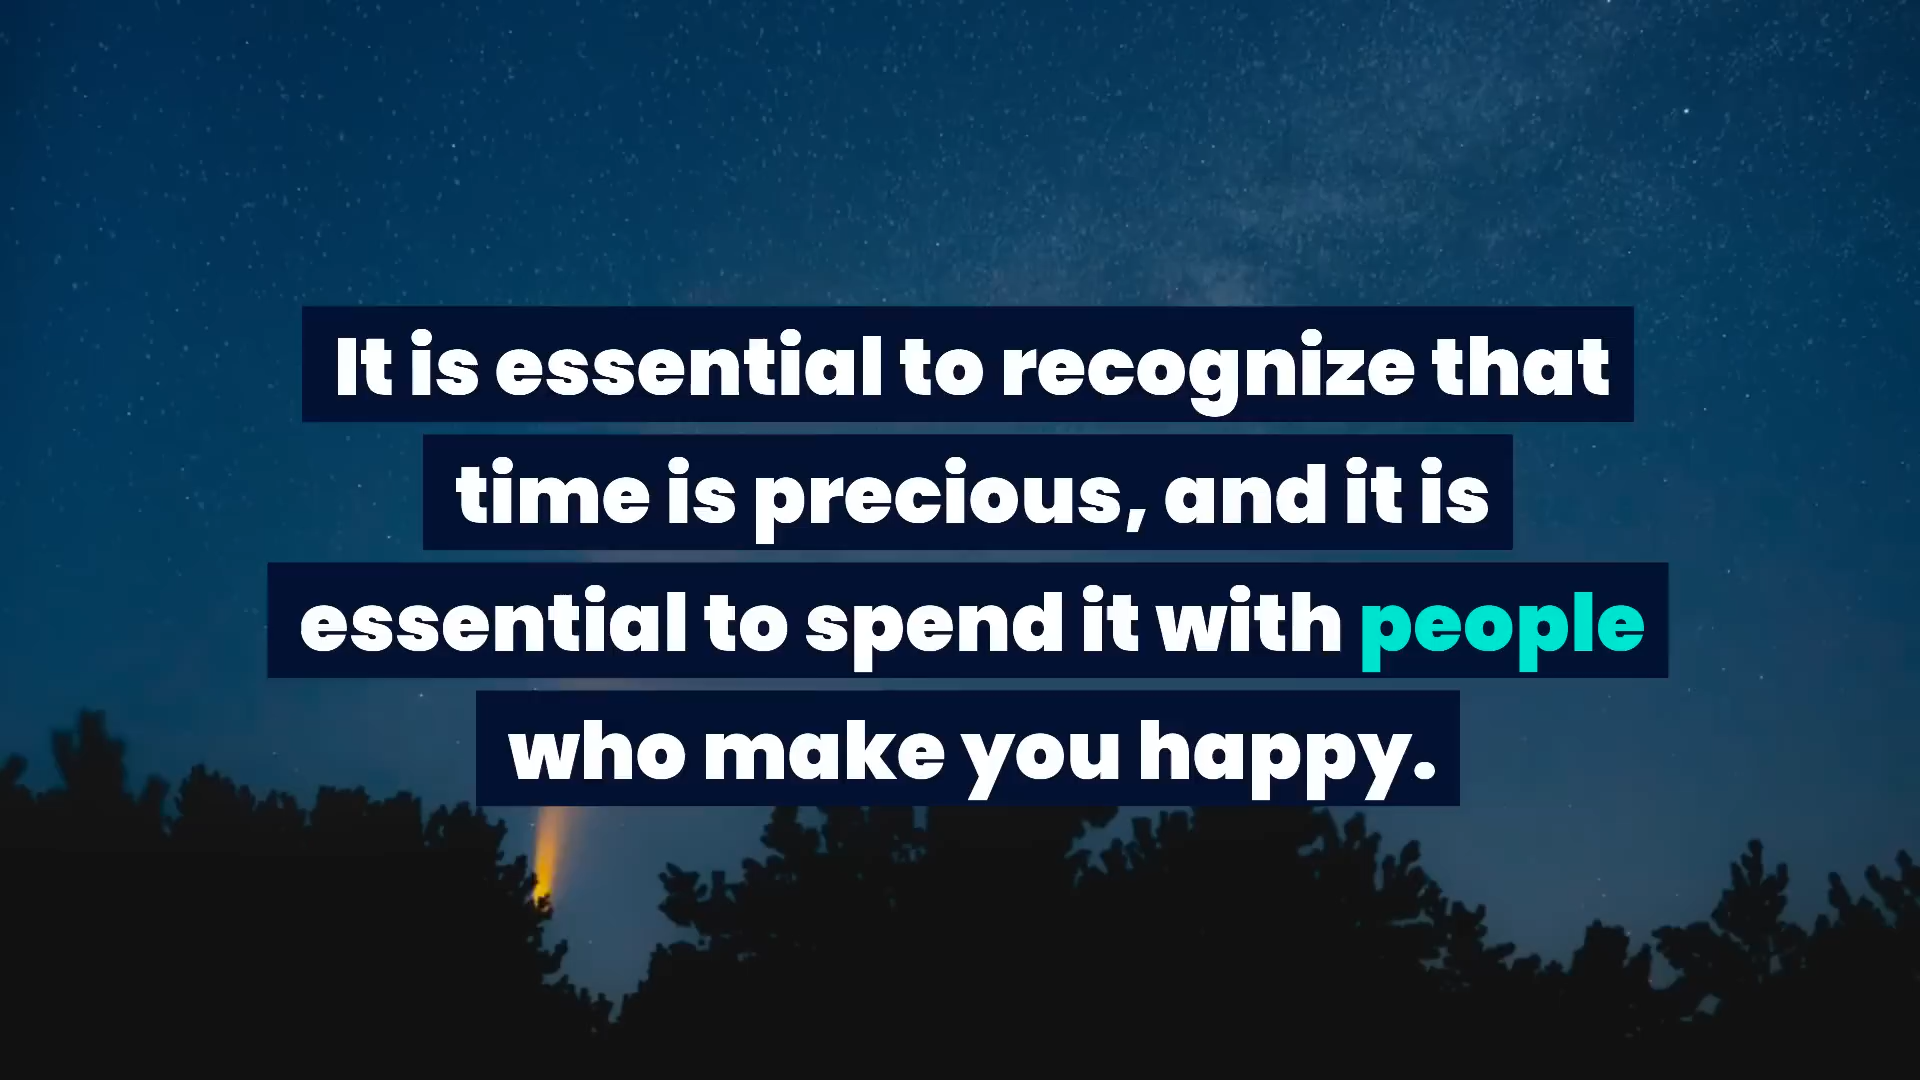 It is essential to recognize that
time is precious, and it is
essential to spend it with people
who make you happy.